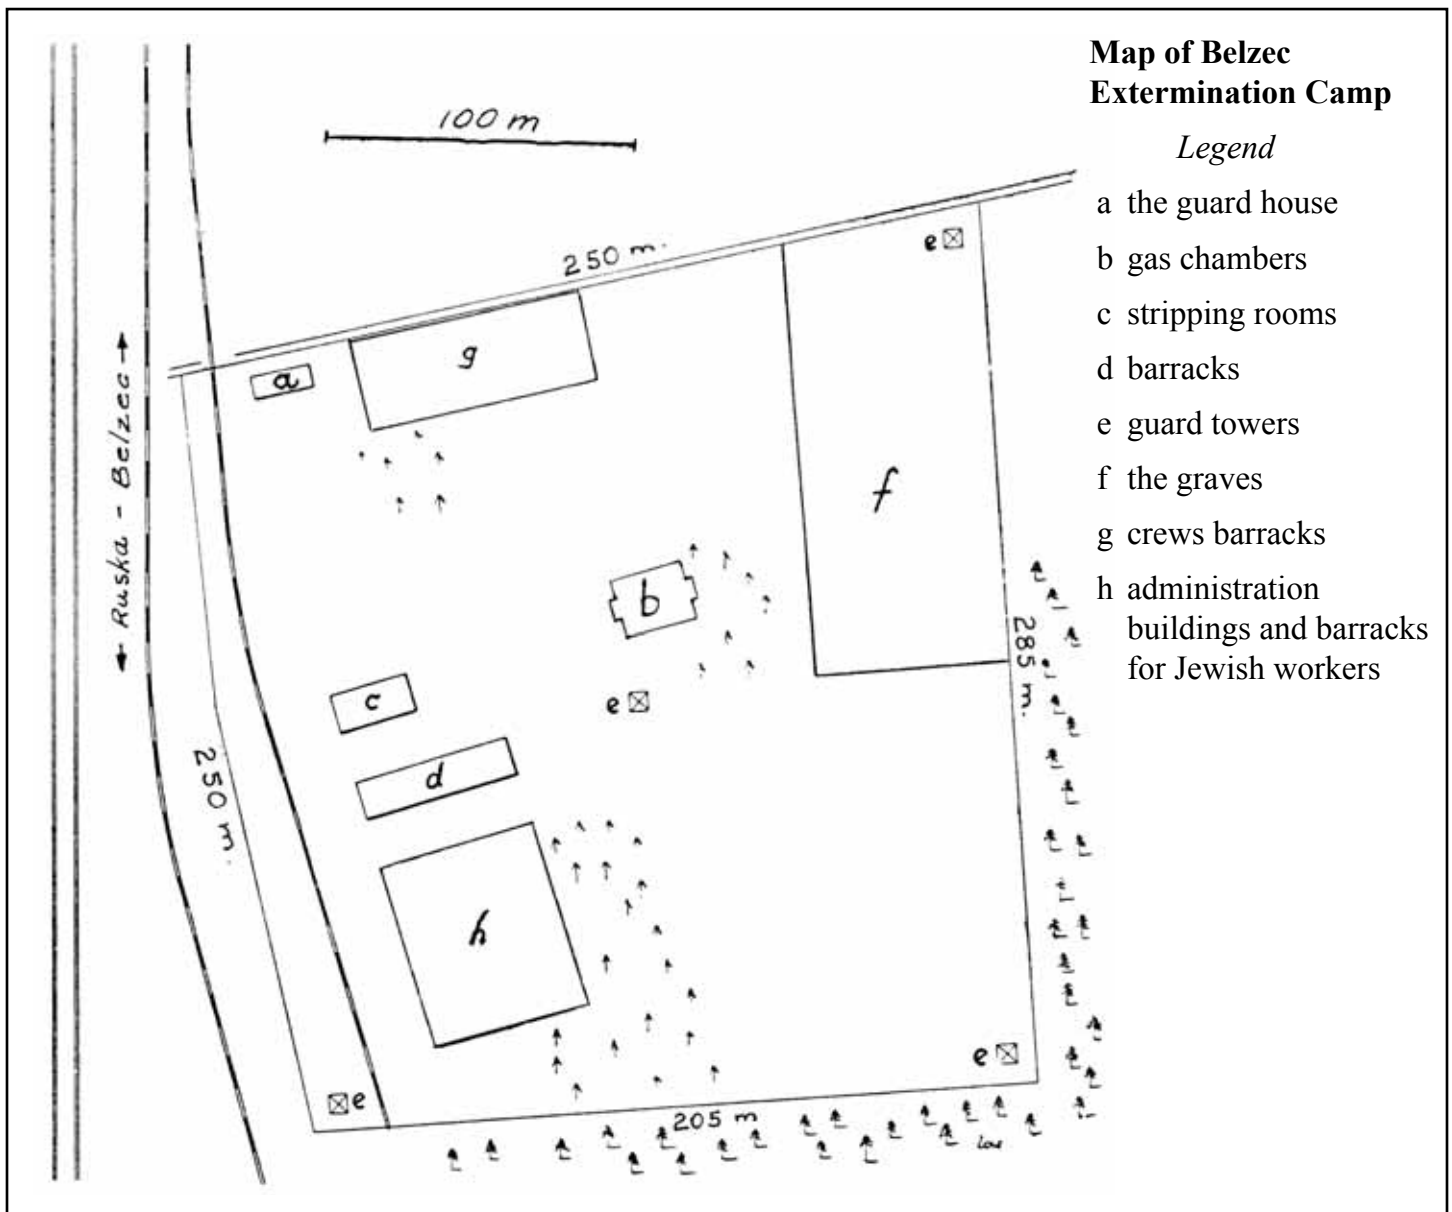 Map of Belzec
Extermination Camp
Legend
a the guard house
b gas chambers
c stripping rooms
d barracks
e guard towers
f the graves
g crews barracks
h administration
buildings and barracks
for Jewish workers
100 m
250 m.
e
a
g
f
Ruska - Belzec
b
285 m.
c
e
d
250 m.
h
e
e
205 m